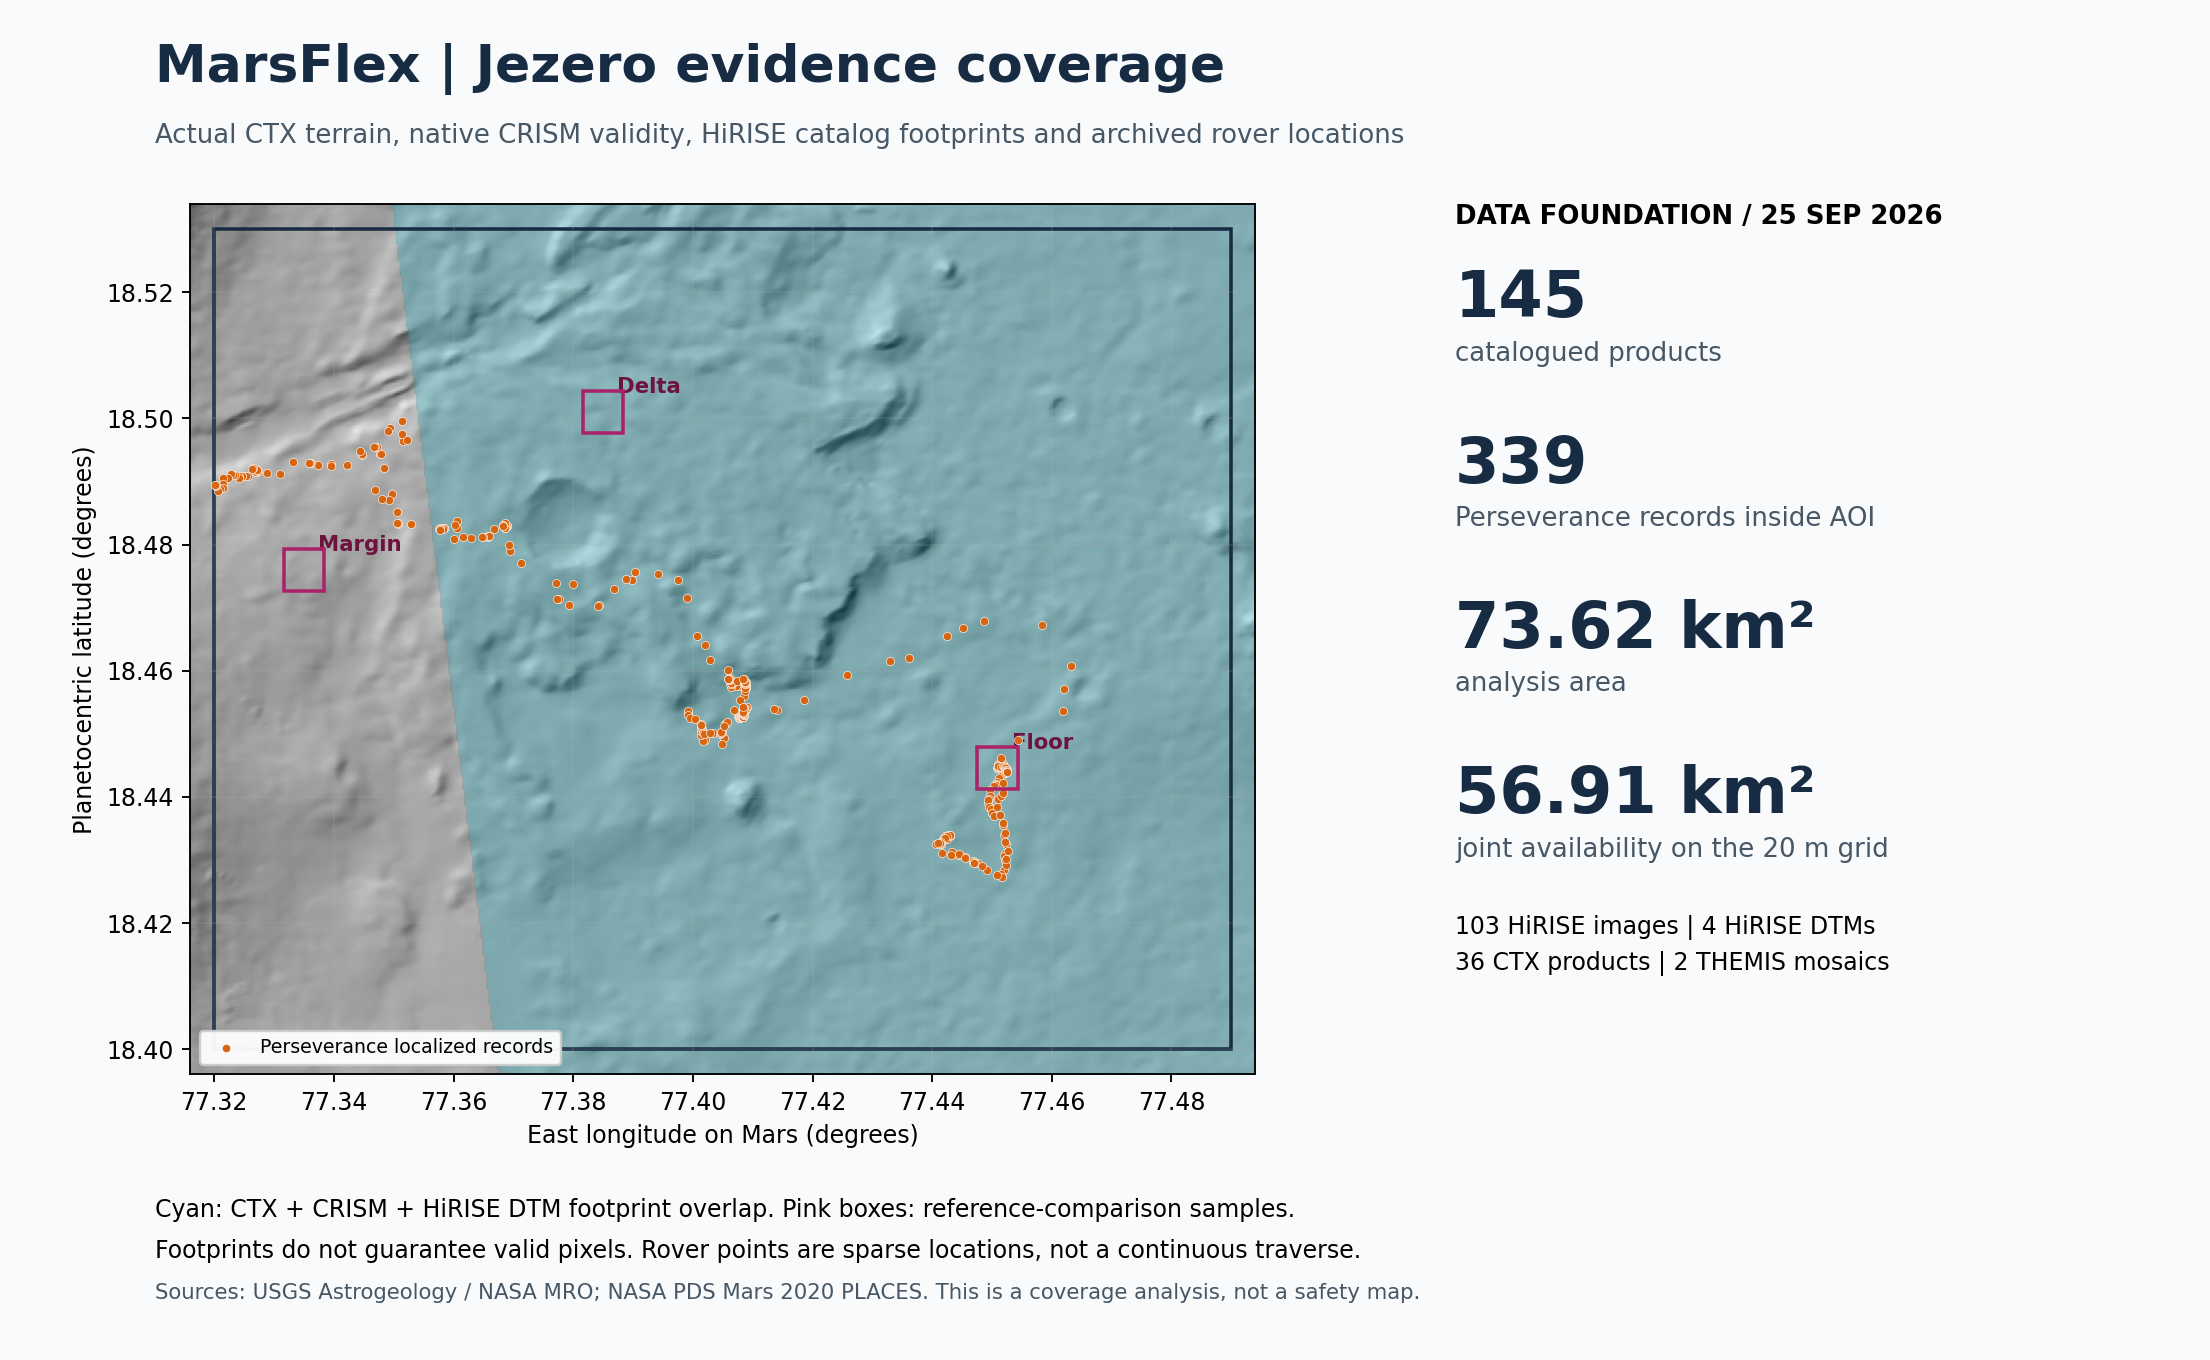 MarsFlex | Jezero evidence coverage
Actual CTX terrain, native CRISM validity, HiRISE catalog footprints and archived rover locations
Planetocentric latitude (degrees)
18.52
18.50
18.48
18.46
18.44
18.42
18.40
Delta
Margin
Floor
Perseverance localized records
77.32 77.34 77.36 77.38 77.40 77.42 77.44 77.46 77.48
East longitude on Mars (degrees)
DATA FOUNDATION / 25 SEP 2026
145
catalogued products
339
Perseverance records inside AOI
73.62 km²
analysis area
56.91 km²
joint availability on the 20 m grid
103 HiRISE images | 4 HiRISE DTMs
36 CTX products | 2 THEMIS mosaics
Cyan: CTX + CRISM + HiRISE DTM footprint overlap. Pink boxes: reference-comparison samples.
Footprints do not guarantee valid pixels. Rover points are sparse locations, not a continuous traverse.
Sources: USGS Astrogeology / NASA MRO; NASA PDS Mars 2020 PLACES. This is a coverage analysis, not a safety map.